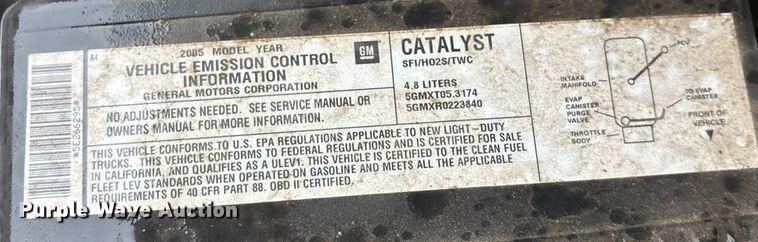 A1
2005 MODEL YEAR
VEHICLE EMISSION CONTROL
INFORMATION
GENERAL MOTORS CORPORATION
GM
CATALYST
SFI/HO2S/TWC
4.8 LITERS
5GMXT05.3174
5GMXR0223840
NO ADJUSTMENTS NEEDED. SEE SERVICE MANUAL OR
OWNERS MANUAL FOR MORE INFORMATION.
THIS VEHICLE CONFORMS TO U.S. EPA REGULATIONS APPLICABLE TO NEW LIGHT-DUTY
TRUCKS. THIS VEHICLE CONFORMS TO FEDERAL REGULATIONS AND IS CERTIFIED FOR SALE
IN CALIFORNIA, AND QUALIFIES AS A ULEV1. THIS VEHICLE IS CERTIFIED TO THE CLEAN FUEL
FLEET LEV STANDARDS WHEN OPERATED ON GASOLINE AND MEETS ALL THE APPLICABLE
REQUIREMENTS OF 40 CFR PART 88. OBD II CERTIFIED.
*5E266295*
PCV
INTAKE
MANIFOLD
EVAP
CANISTER
PURGE
VALVE
THROTTLE
BODY
TO EVAP
CANISTER
FRONT OF
VEHICLE
Purple Wave Auction